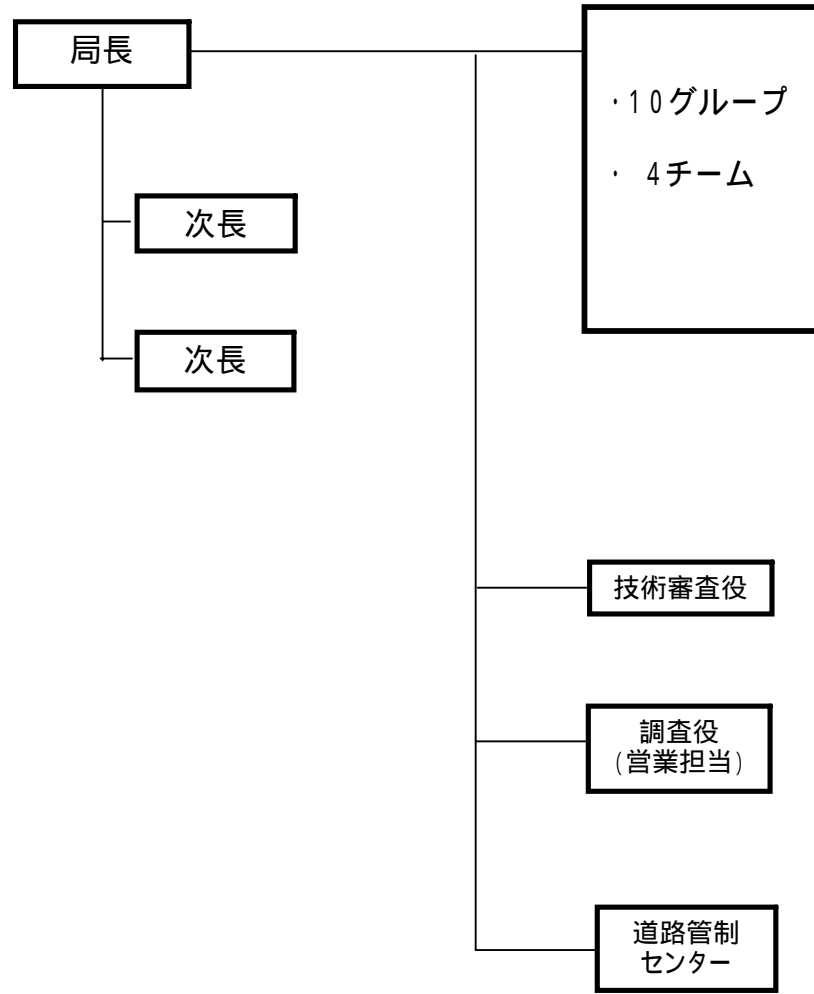 局長
・10グループ
・ 4チーム
次長
次長
技術審査役
調査役
(営業担当)
道路管制
センター